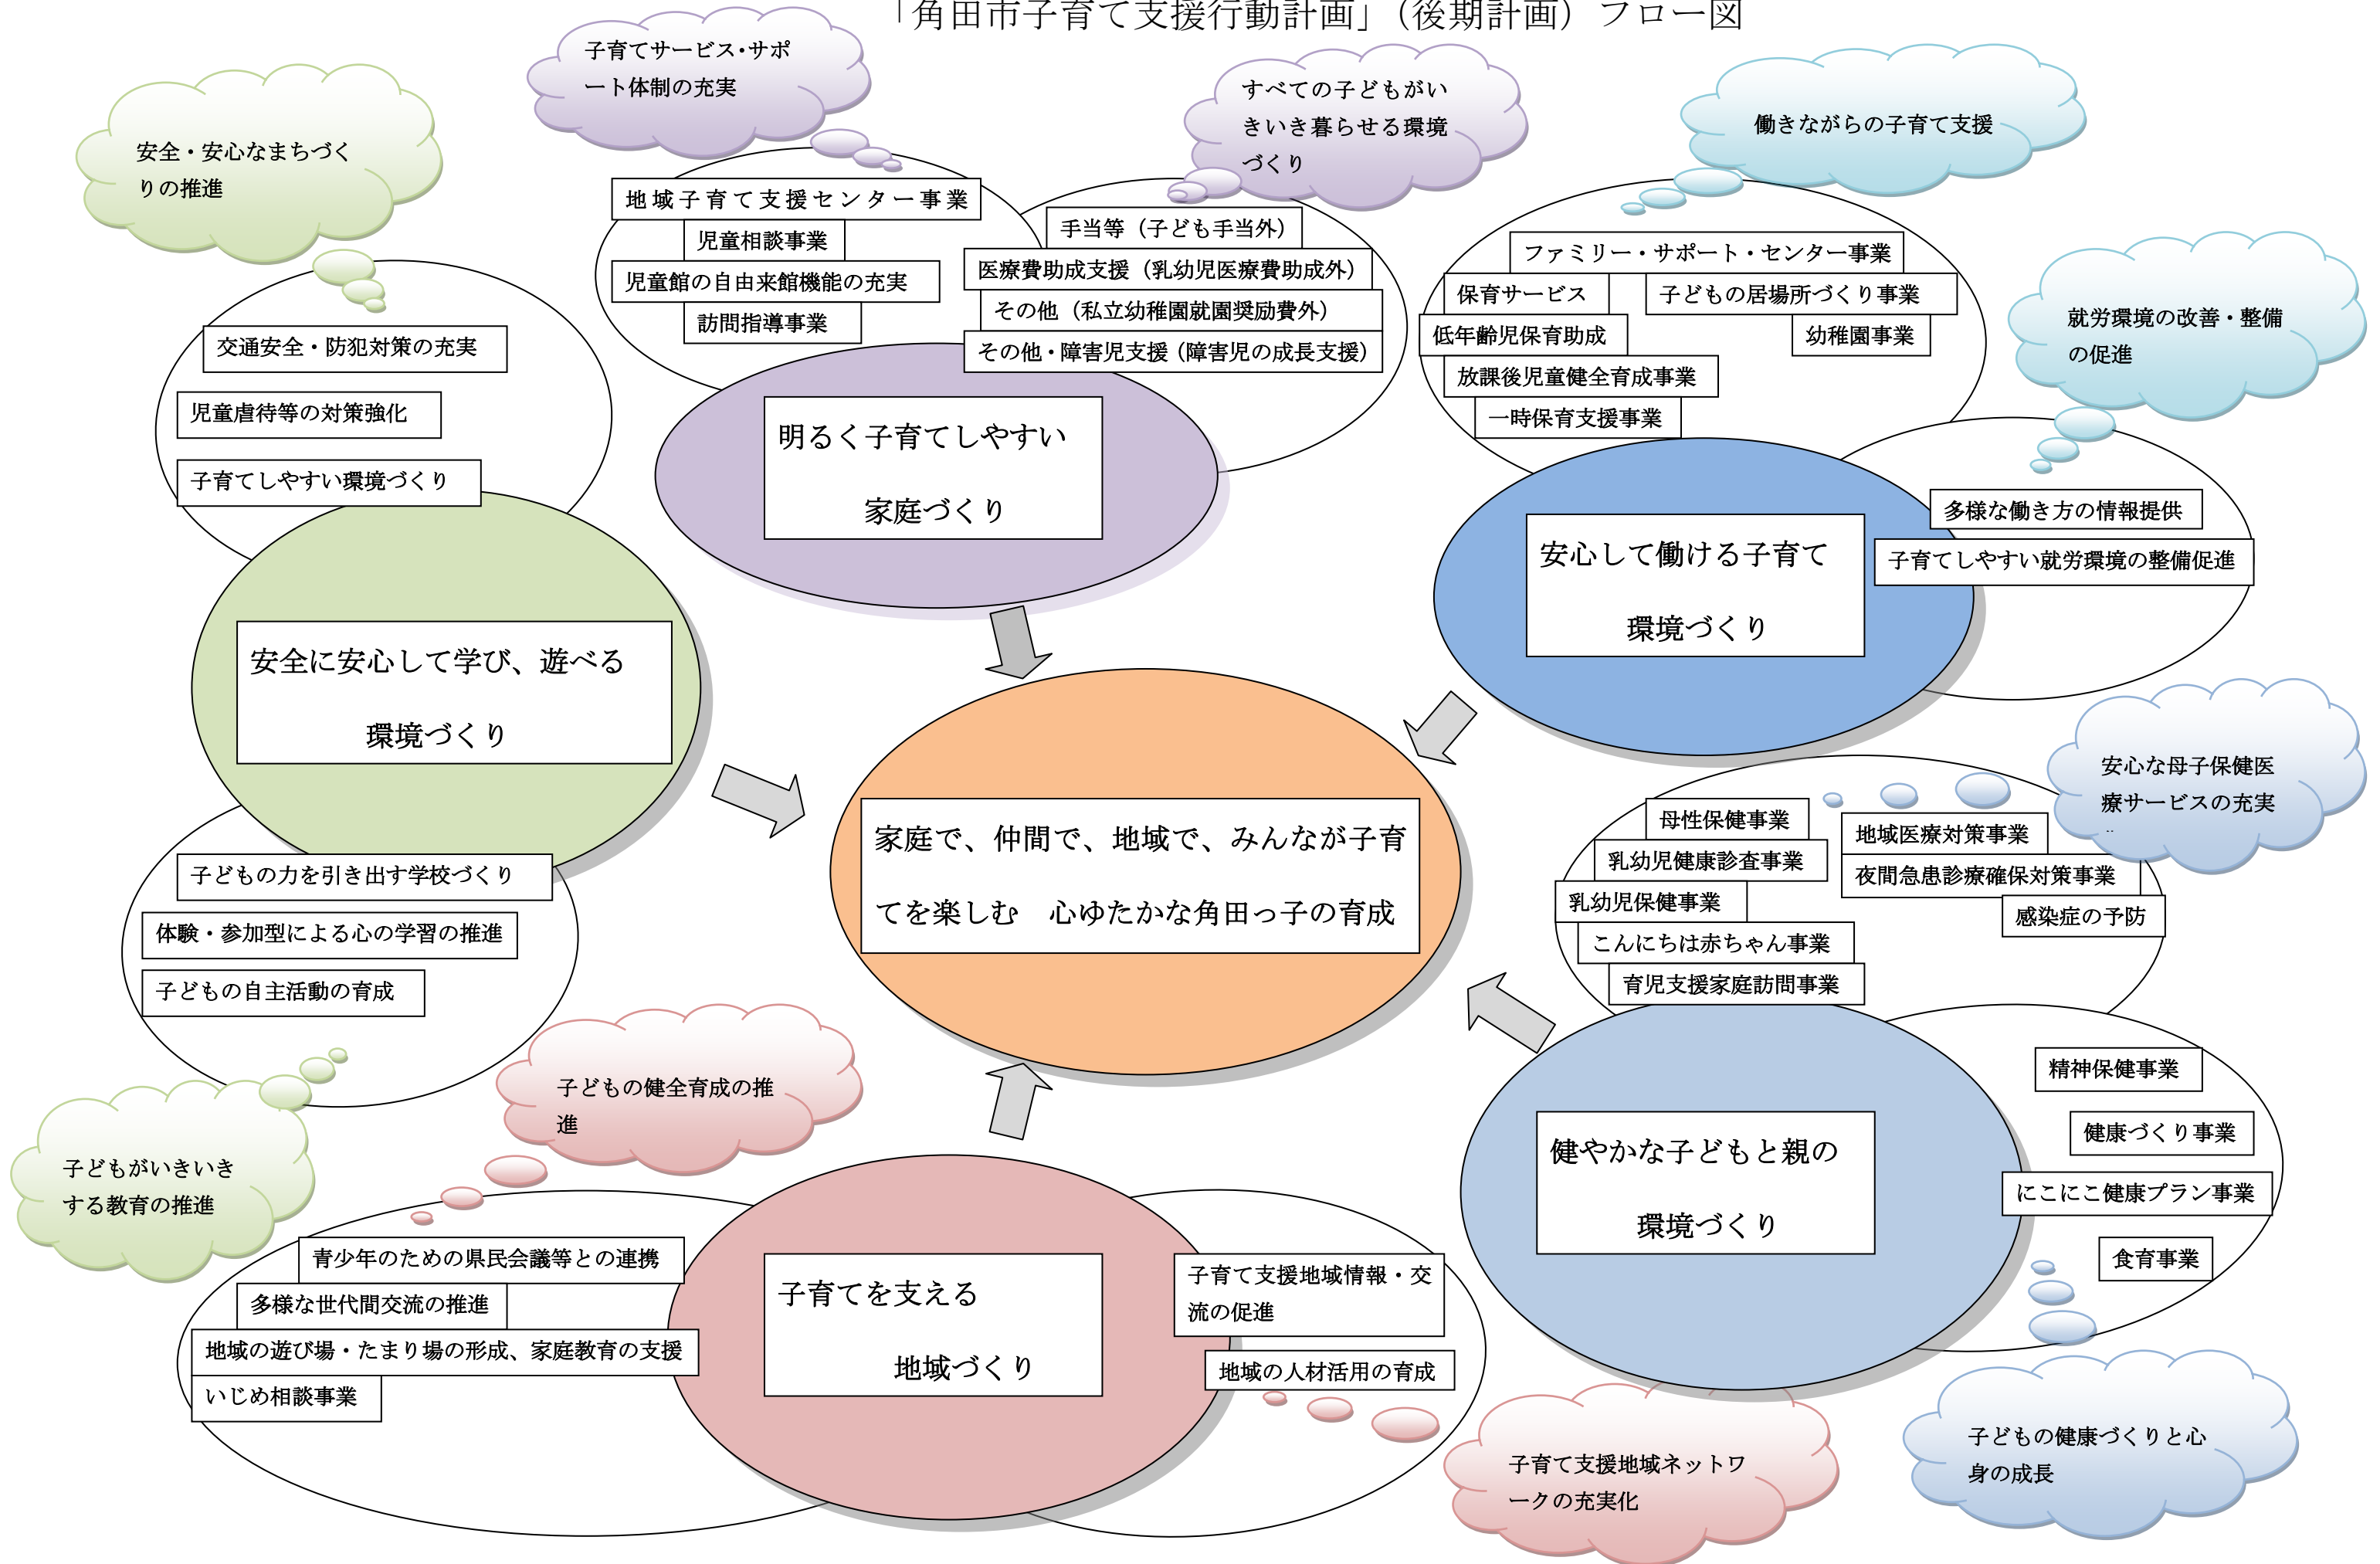 「角田市子育て支援行動計画」（後期計画）フロー図
子育てサービス・サポ
ート体制の充実
すべての子どもがい
きいき暮らせる環境
づくり
働きながらの子育て支援
安全・安心なまちづく
りの推進
就労環境の改善・整備
の促進
地域子育て支援センター事業
児童相談事業
児童館の自由来館機能の充実
訪問指導事業
手当等（子ども手当外）
医療費助成支援（乳幼児医療費助成外）
その他（私立幼稚園就園奨励費外）
その他・障害児支援（障害児の成長支援）
ファミリー・サポート・センター事業
保育サービス
子どもの居場所づくり事業
低年齢児保育助成
幼稚園事業
放課後児童健全育成事業
一時保育支援事業
交通安全・防犯対策の充実
児童虐待等の対策強化
子育てしやすい環境づくり
明るく子育てしやすい
家庭づくり
安心して働ける子育て
環境づくり
多様な働き方の情報提供
子育てしやすい就労環境の整備促進
安全に安心して学び、遊べる
環境づくり
家庭で、仲間で、地域で、みんなが子育
てを楽しむ　心ゆたかな角田っ子の育成
安心な母子保健医
療サービスの充実
母性保健事業
乳幼児健康診査事業
乳幼児保健事業
こんにちは赤ちゃん事業
育児支援家庭訪問事業
地域医療対策事業
夜間急患診療確保対策事業
感染症の予防
子どもの力を引き出す学校づくり
体験・参加型による心の学習の推進
子どもの自主活動の育成
子どもの健全育成の推
進
子どもがいきいき
する教育の推進
健やかな子どもと親の
環境づくり
精神保健事業
健康づくり事業
にこにこ健康プラン事業
食育事業
青少年のための県民会議等との連携
多様な世代間交流の推進
地域の遊び場・たまり場の形成、家庭教育の支援
いじめ相談事業
子育てを支える
地域づくり
子育て支援地域情報・交
流の促進
地域の人材活用の育成
子育て支援地域ネットワ
ークの充実化
子どもの健康づくりと心
身の成長